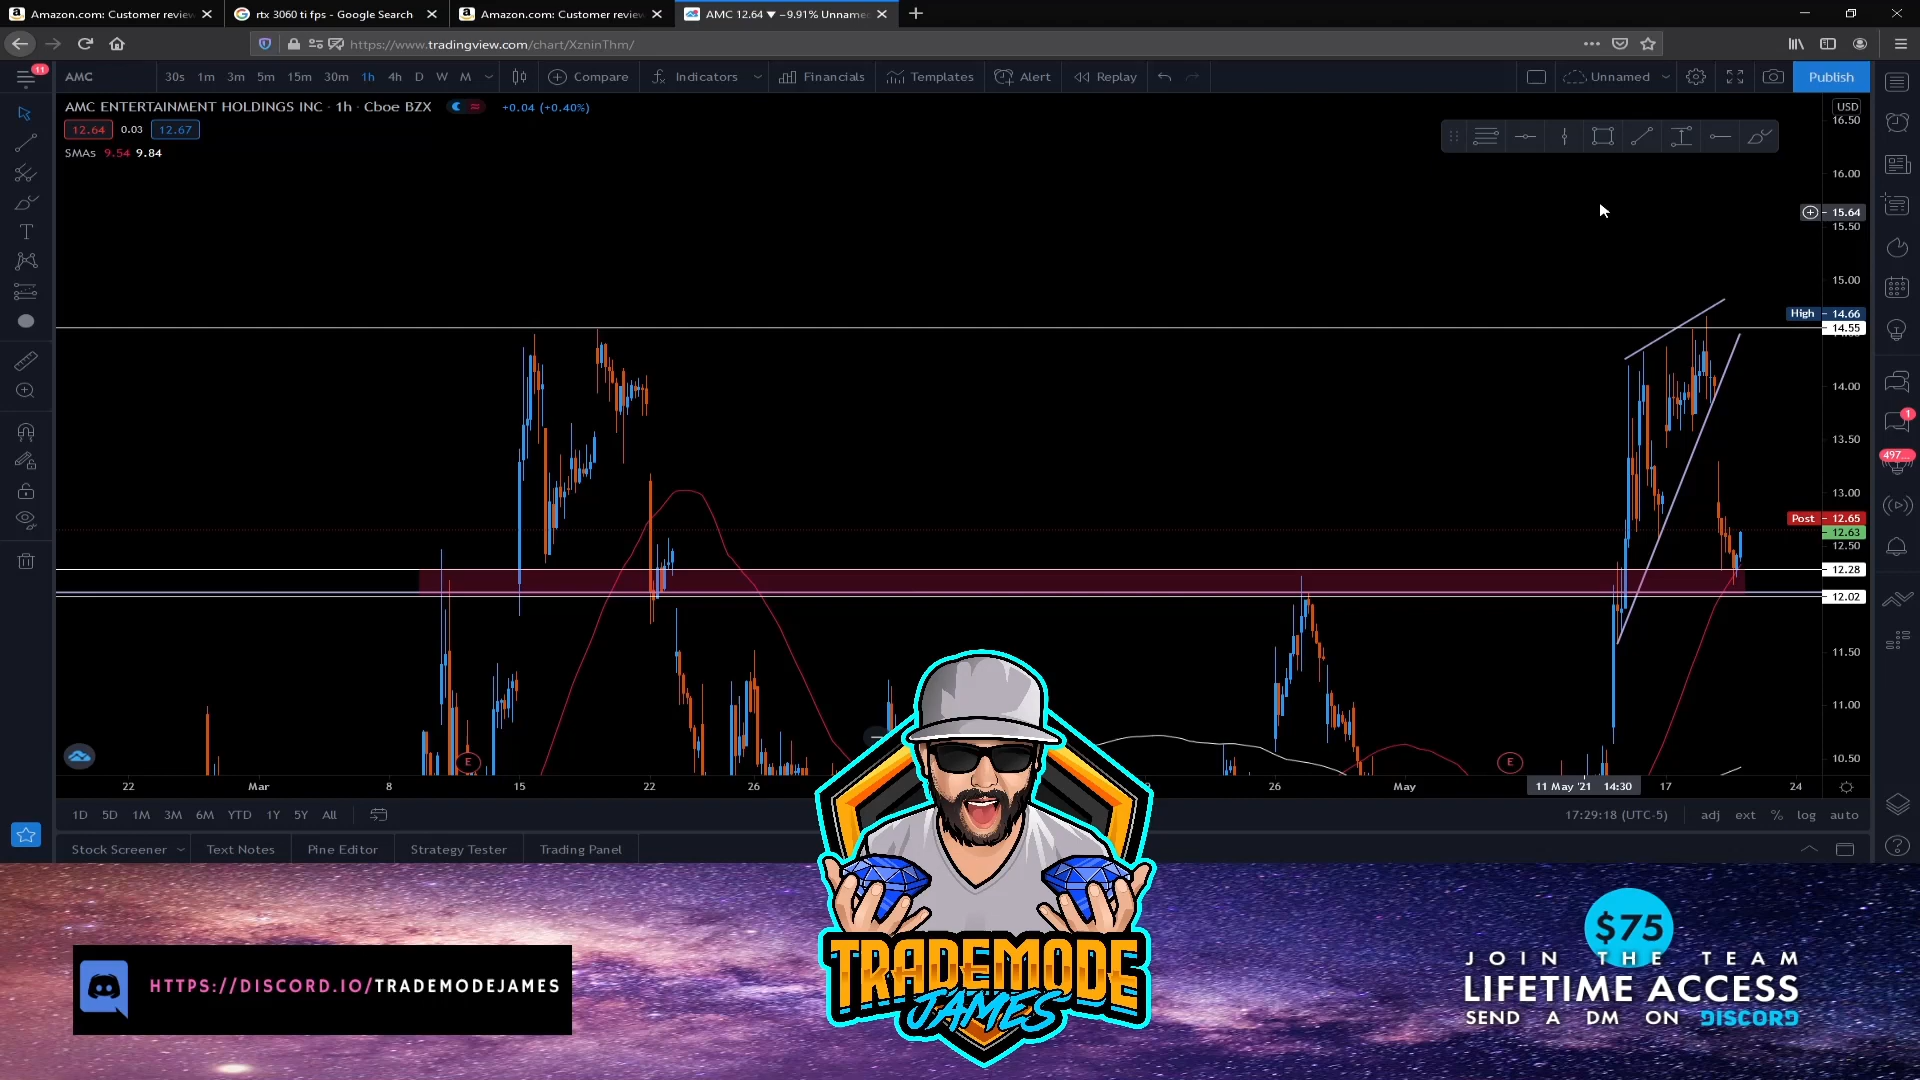 Amazon.com: Customer review
rtx 3060 ti fps - Google Search
Amazon.com: Customer review
AMC 12.64 ▼ −9.91% Unname
https://www.tradingview.com/chart/XzninThm/
11
AMC
30s 1m 3m 5m 15m 30m 1h 4h D W M
Compare
Indicators
Financials
Templates
Alert
Replay
Unnamed
Publish
AMC ENTERTAINMENT HOLDINGS INC · 1h · Cboe BZX
+0.04 (+0.40%)
12.64 0.03 12.67
SMAs 9.54 9.84
USD
16.50
16.00
15.64
15.50
15.00
High 14.66
14.55
14.00
13.50
13.00
Post 12.65
12.63
12.50
12.28
12.02
11.50
11.00
10.50
1
497...
E
E
22 Mar 8 15 22 26 26 May 11 May '21 14:30 17 24
1D 5D 1M 3M 6M YTD 1Y 5Y All
17:29:18 (UTC-5) adj ext % log auto
Stock Screener Text Notes Pine Editor Strategy Tester Trading Panel
HTTPS://DISCORD.IO/TRADEMODEJAMES
TRADEMODE
JAMES
$75
JOIN THE TEAM
LIFETIME ACCESS
SEND A DM ON DISCORD